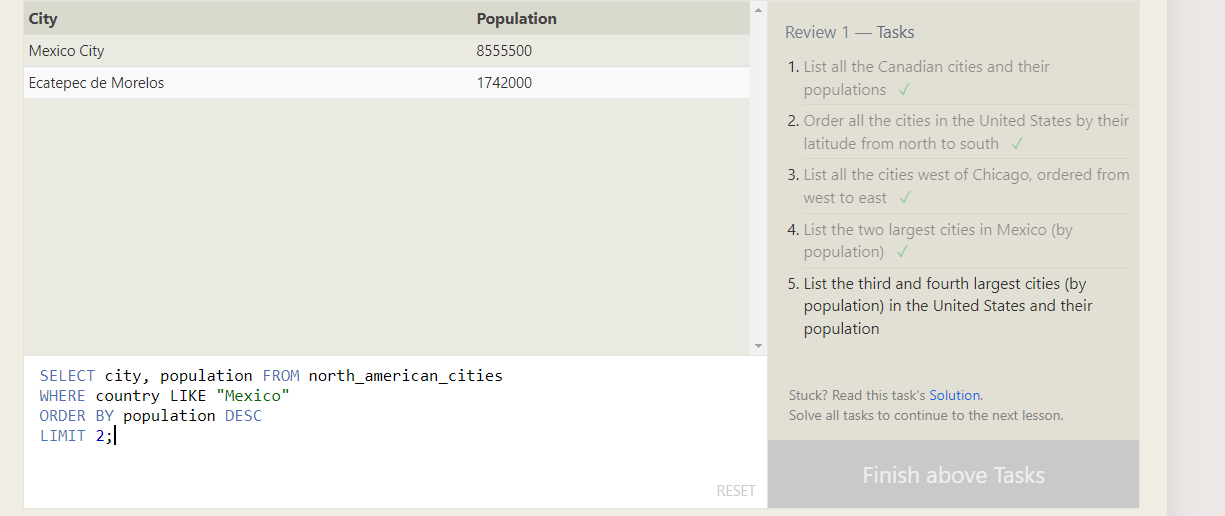 City Population
Mexico City 8555500
Ecatepec de Morelos 1742000
SELECT city, population FROM north_american_cities
WHERE country LIKE "Mexico"
ORDER BY population DESC
LIMIT 2;
RESET
Review 1 — Tasks
1. List all the Canadian cities and their
populations ✓
2. Order all the cities in the United States by their
latitude from north to south ✓
3. List all the cities west of Chicago, ordered from
west to east ✓
4. List the two largest cities in Mexico (by
population) ✓
5. List the third and fourth largest cities (by
population) in the United States and their
population
Stuck? Read this task's Solution.
Solve all tasks to continue to the next lesson.
Finish above Tasks